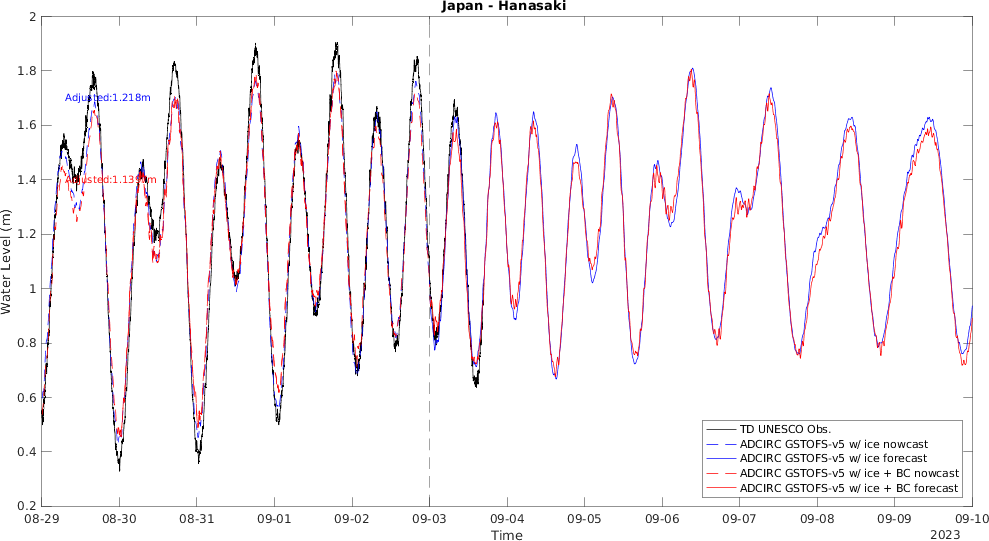 Japan - Hanasaki
2
1.8
1.6
1.4
1.2
1
0.8
0.6
0.4
0.2
Water Level (m)
Adjusted:1.218m
TD UNESCO Obs.
ADCIRC GSTOFS-v5 w/ ice nowcast
ADCIRC GSTOFS-v5 w/ ice forecast
ADCIRC GSTOFS-v5 w/ ice + BC nowcast
ADCIRC GSTOFS-v5 w/ ice + BC forecast
08-29 08-30 08-31 09-01 09-02 09-03 09-04 09-05 09-06 09-07 09-08 09-09 09-10
Time
2023